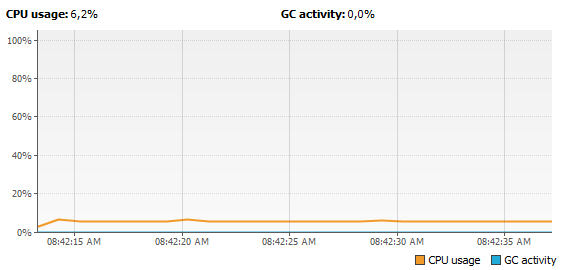 CPU usage: 6,2% GC activity: 0,0%
100%
80%
60%
40%
20%
0%
08:42:15 AM 08:42:20 AM 08:42:25 AM 08:42:30 AM 08:42:35 AM
CPU usage GC activity